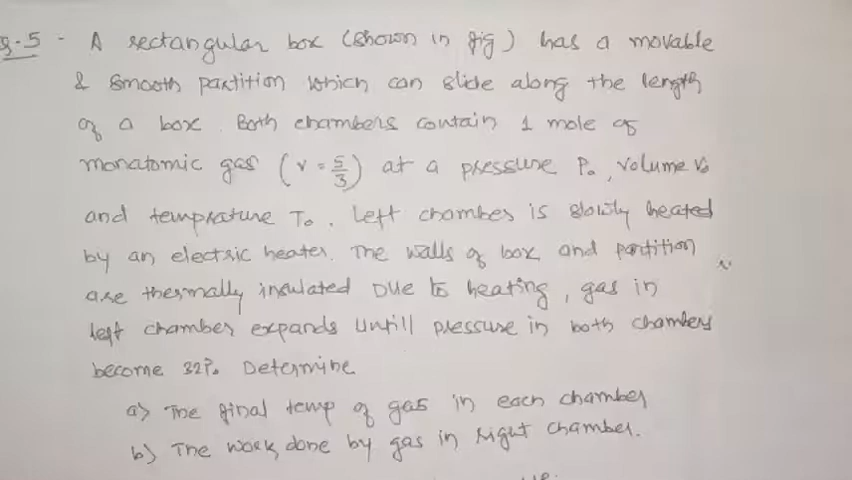 Q.5 - A rectangular box (shown in fig) has a movable
& smooth partition which can slide along the length
of a box. Both chambers contain 1 mole of
monatomic gas (γ = 5/3) at a pressure P₀, volume V₀
and temprature T₀. Left chamber is slowly heated
by an electric heater. The walls of box and partition
are thermally insulated Due to heating, gas in
left chamber expands untill pressure in both chambers
become 32P₀ Determine
a) The final temp of gas in each chamber
b) The work done by gas in right chamber.